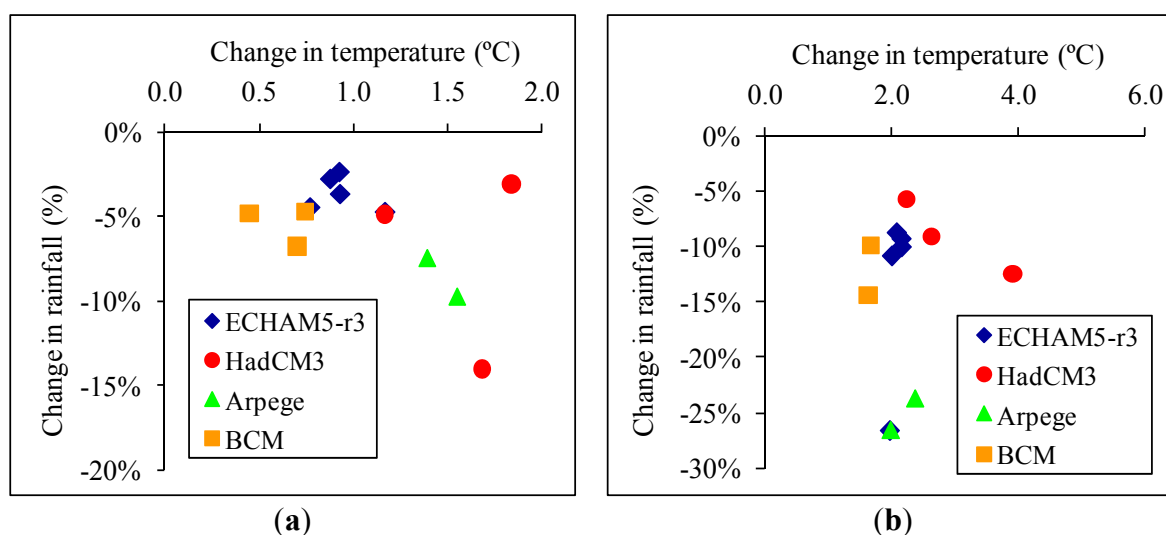 Change in temperature (ºC)
0.0 0.5 1.0 1.5 2.0
0%
-5%
-10%
-15%
-20%
Change in rainfall (%)
ECHAM5-r3
HadCM3
Arpege
BCM
(a)
Change in temperature (ºC)
0.0 2.0 4.0 6.0
0%
-5%
-10%
-15%
-20%
-25%
-30%
Change in rainfall (%)
ECHAM5-r3
HadCM3
Arpege
BCM
(b)